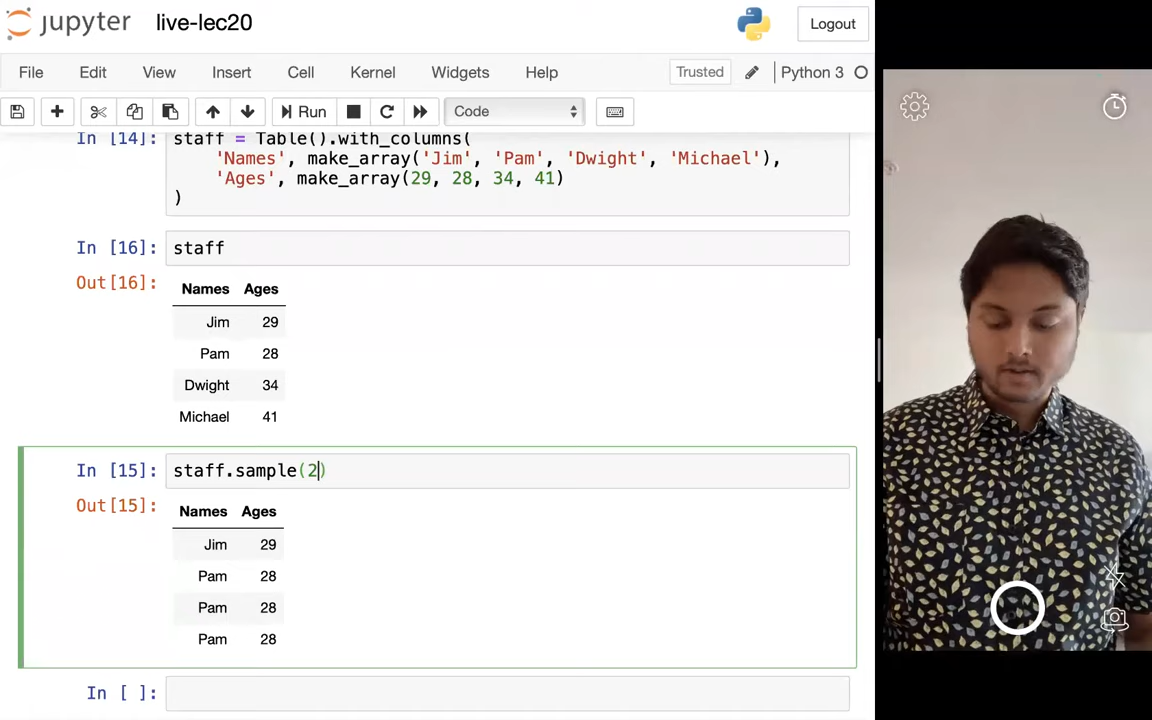 jupyter live-lec20 Logout
File Edit View Insert Cell Kernel Widgets Help Trusted Python 3
Run Code
In [14]: staff = Table().with_columns(
'Names', make_array('Jim', 'Pam', 'Dwight', 'Michael'),
'Ages', make_array(29, 28, 34, 41)
)
In [16]: staff
Out[16]:
Names Ages
Jim 29
Pam 28
Dwight 34
Michael 41
In [15]: staff.sample(2)
Out[15]:
Names Ages
Jim 29
Pam 28
Pam 28
Pam 28
In [ ]: